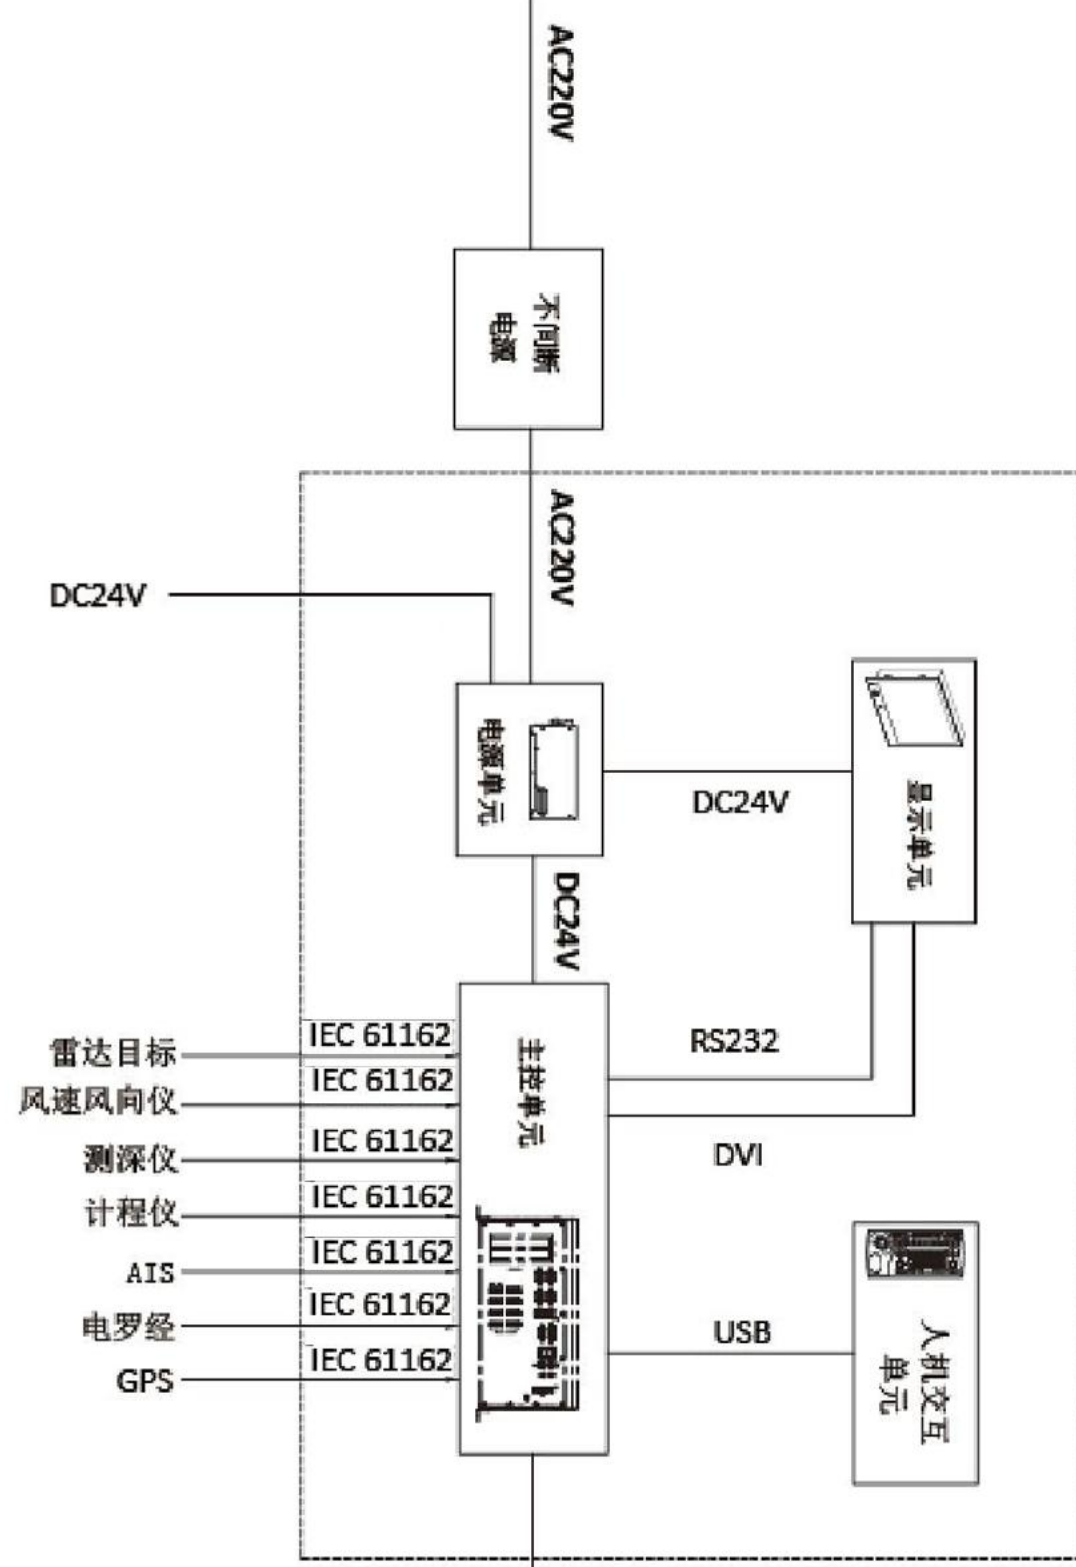 AC220V
不间断
电源
AC220V
DC24V
电源单元
DC24V
显示单元
DC24V
主控单元
RS232
DVI
雷达目标
IEC 61162
风速风向仪
IEC 61162
测深仪
IEC 61162
计程仪
IEC 61162
AIS
IEC 61162
电罗经
IEC 61162
GPS
IEC 61162
USB
人机交互
单元